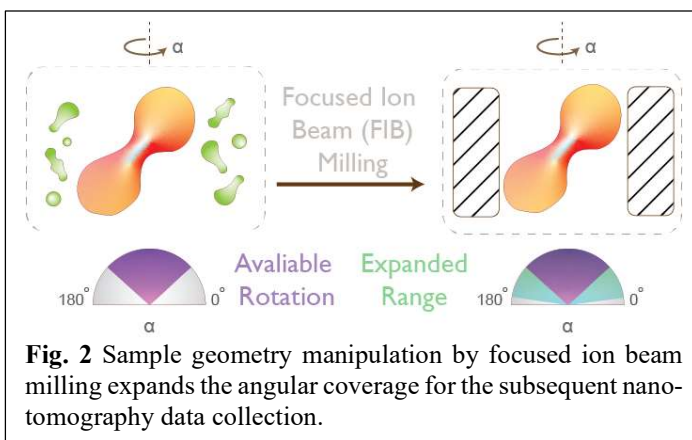 α
α
Focused Ion
Beam (FIB)
Milling
Avaliable
Rotation
Expanded
Range
180° 0°
α
180° 0°
α
Fig. 2 Sample geometry manipulation by focused ion beam
milling expands the angular coverage for the subsequent nano-
tomography data collection.